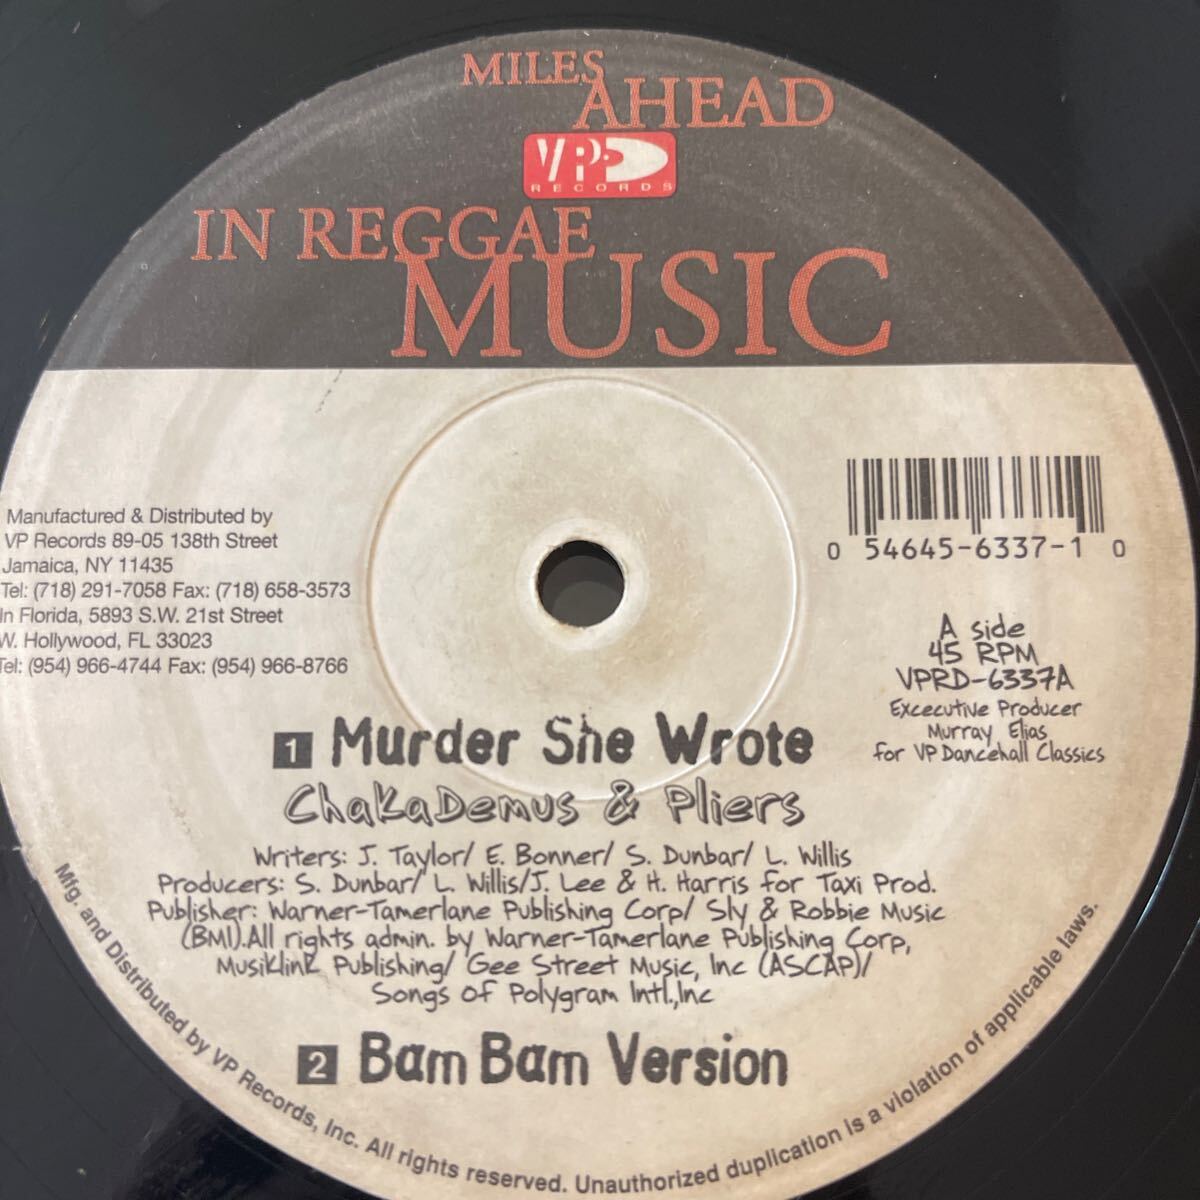 MILES
AHEAD
VP
RECORDS
IN REGGAE
MUSIC
Manufactured & Distributed by
VP Records 89-05 138th Street
Jamaica, NY 11435
Tel: (718) 291-7058 Fax: (718) 658-3573
In Florida, 5893 S.W. 21st Street
W. Hollywood, FL 33023
Tel: (954) 966-4744 Fax: (954) 966-8766
0 54645-6337-1 0
A side
45 RPM
VPRD-6337A
Excecutive Producer
Murray Elias
for VP Dancehall Classics
1 Murder She Wrote
ChakaDemus & Pliers
Writers: J. Taylor/ E. Bonner/ S. Dunbar/ L. Willis
Producers: S. Dunbar/ L. Willis/J. Lee & H. Harris for Taxi Prod.
Publisher: Warner-Tamerlane Publishing Corp/ Sly & Robbie Music
(BMI).All rights admin. by Warner-Tamerlane Publishing Corp,
Musiklink Publishing/ Gee Street Music, Inc (ASCAP)/
Songs of Polygram Intl.,Inc
2 Bam Bam Version
Mfg. and Distributed by VP Records, Inc. All rights reserved. Unauthorized duplication is a violation of applicable laws.